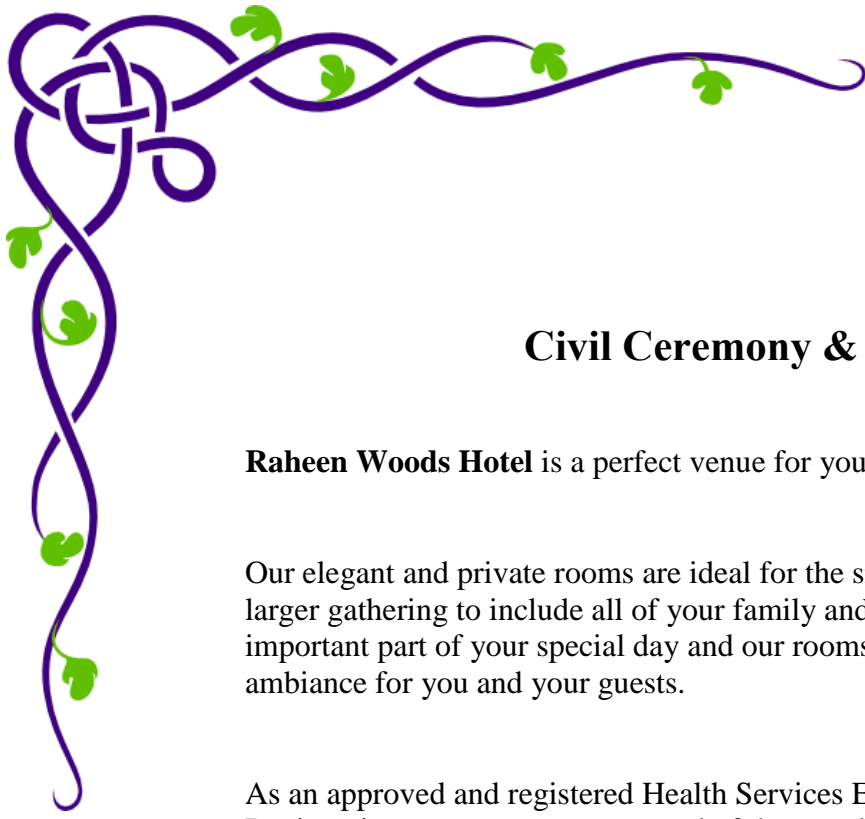 Civil Ceremony &
Raheen Woods Hotel is a perfect venue for you
Our elegant and private rooms are ideal for the s
larger gathering to include all of your family and
important part of your special day and our rooms
ambiance for you and your guests.
As an approved and registered Health Services E